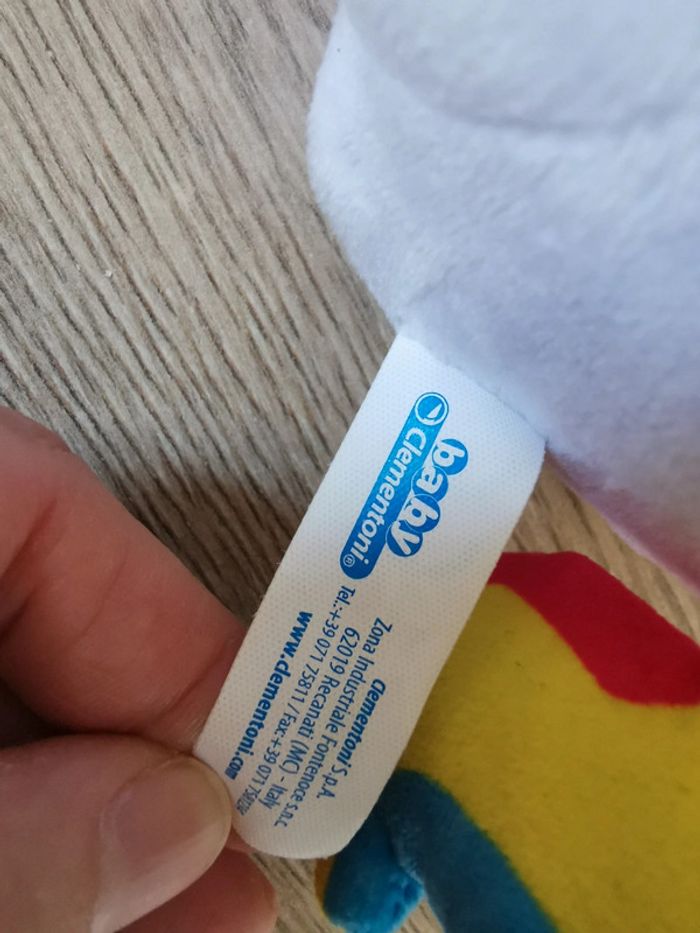 baby
Clementoni®
Clementoni S.p.A.
Zona Industriale Fontenoce s.n.c.
62019 Recanati (MC) - Italy
Tel.:+39 071 75811 / Fax:+39 071
www.clementoni.com